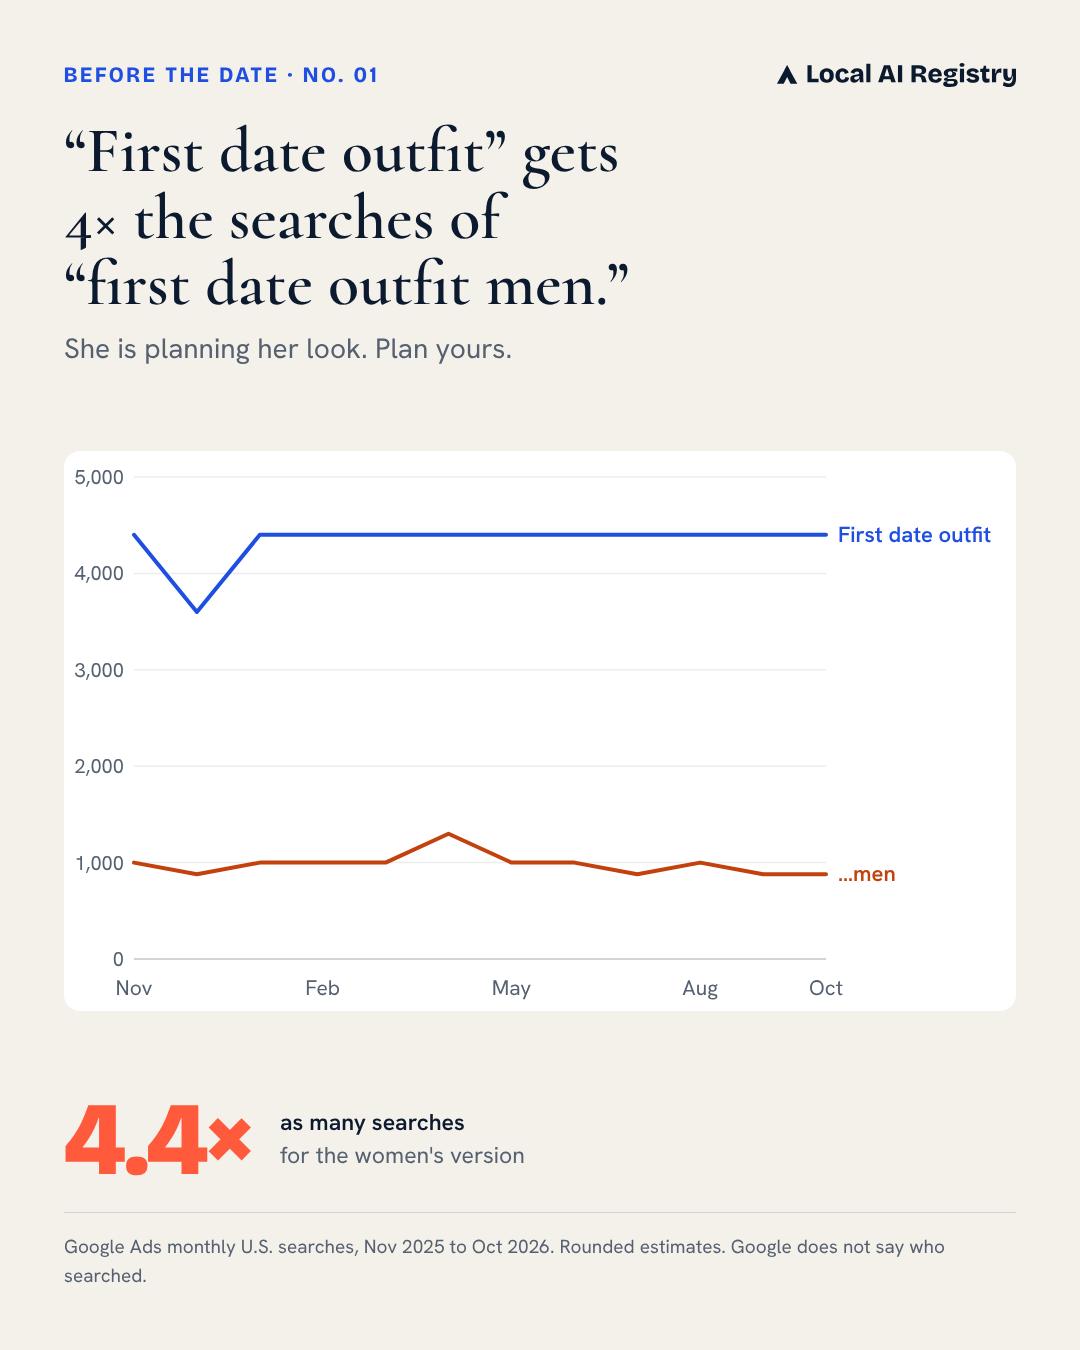 BEFORE THE DATE · NO. 01
Local AI Registry
“First date outfit” gets
4× the searches of
“first date outfit men.”
She is planning her look. Plan yours.
5,000
4,000
3,000
2,000
1,000
0
First date outfit
...men
Nov
Feb
May
Aug
Oct
4.4×
as many searches
for the women's version
Google Ads monthly U.S. searches, Nov 2025 to Oct 2026. Rounded estimates. Google does not say who
searched.